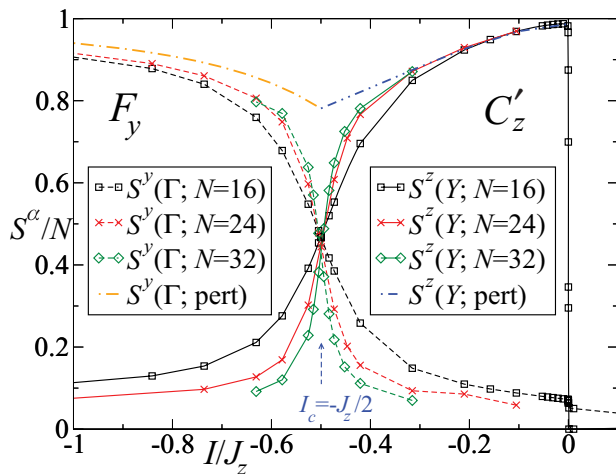 1
0.8
0.6
0.4
0.2
0
S^α/N
F_y
C'_z
S^y(Γ; N=16)
S^y(Γ; N=24)
S^y(Γ; N=32)
S^y(Γ; pert)
S^z(Y; N=16)
S^z(Y; N=24)
S^z(Y; N=32)
S^z(Y; pert)
I_c=-J_z/2
-1 -0.8 -0.6 -0.4 -0.2 0
I/J_z